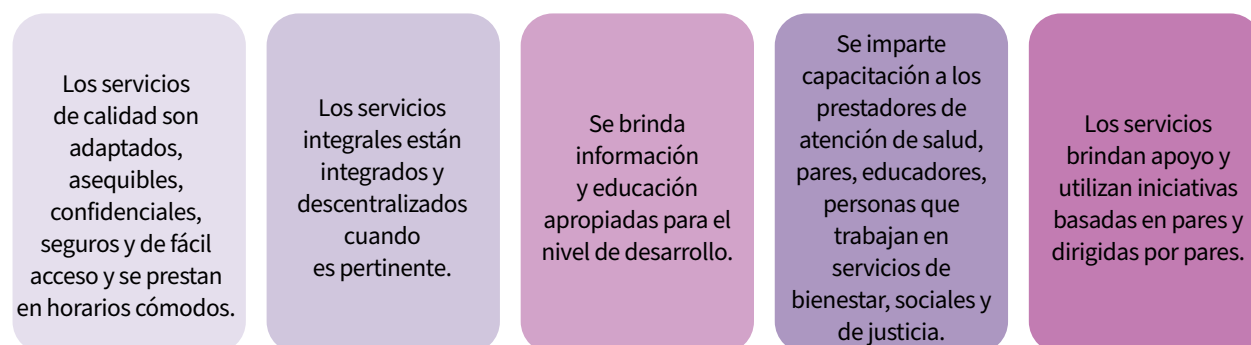 Los servicios
de calidad son
adaptados,
asequibles,
confidenciales,
seguros y de fácil
acceso y se prestan
en horarios cómodos.
Los servicios
integrales están
integrados y
descentralizados
cuando
es pertinente.
Se brinda
información
y educación
apropiadas para el
nivel de desarrollo.
Se imparte
capacitación a los
prestadores de
atención de salud,
pares, educadores,
personas que
trabajan en
servicios de
bienestar, sociales y
de justicia.
Los servicios
brindan apoyo y
utilizan iniciativas
basadas en pares y
dirigidas por pares.